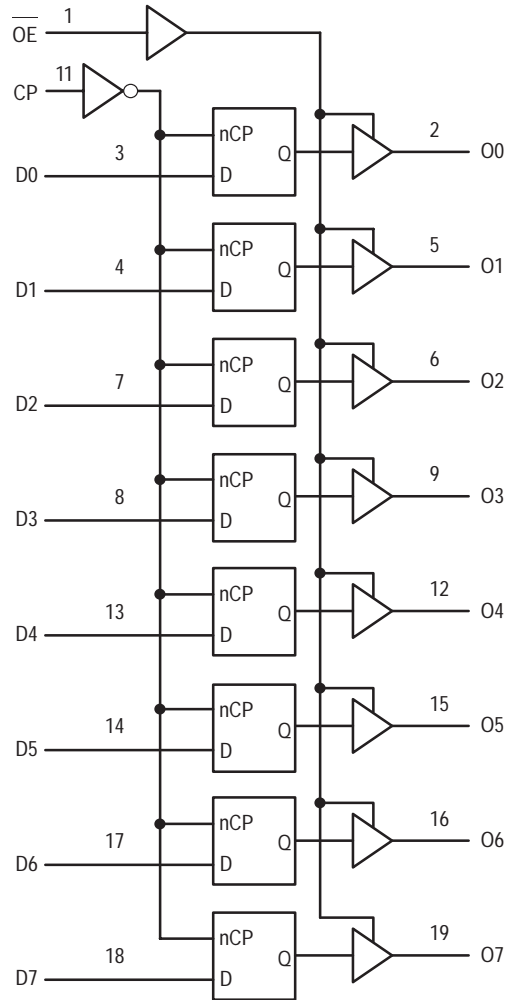 OE 1
CP 11
nCP
D0 3 D Q 2 O0
nCP
D1 4 D Q 5 O1
nCP
D2 7 D Q 6 O2
nCP
D3 8 D Q 9 O3
nCP
D4 13 D Q 12 O4
nCP
D5 14 D Q 15 O5
nCP
D6 17 D Q 16 O6
nCP
D7 18 D Q 19 O7